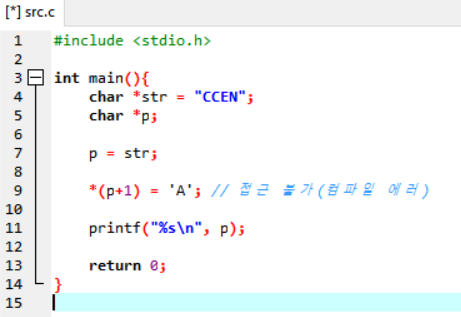 [*] src.c
1 #include <stdio.h>
2
3 int main(){
4 char *str = "CCEN";
5 char *p;
6
7 p = str;
8
9 *(p+1) = 'A'; // 접근 불가(컴파일 에러)
10
11 printf("%s\n", p);
12
13 return 0;
14 }
15